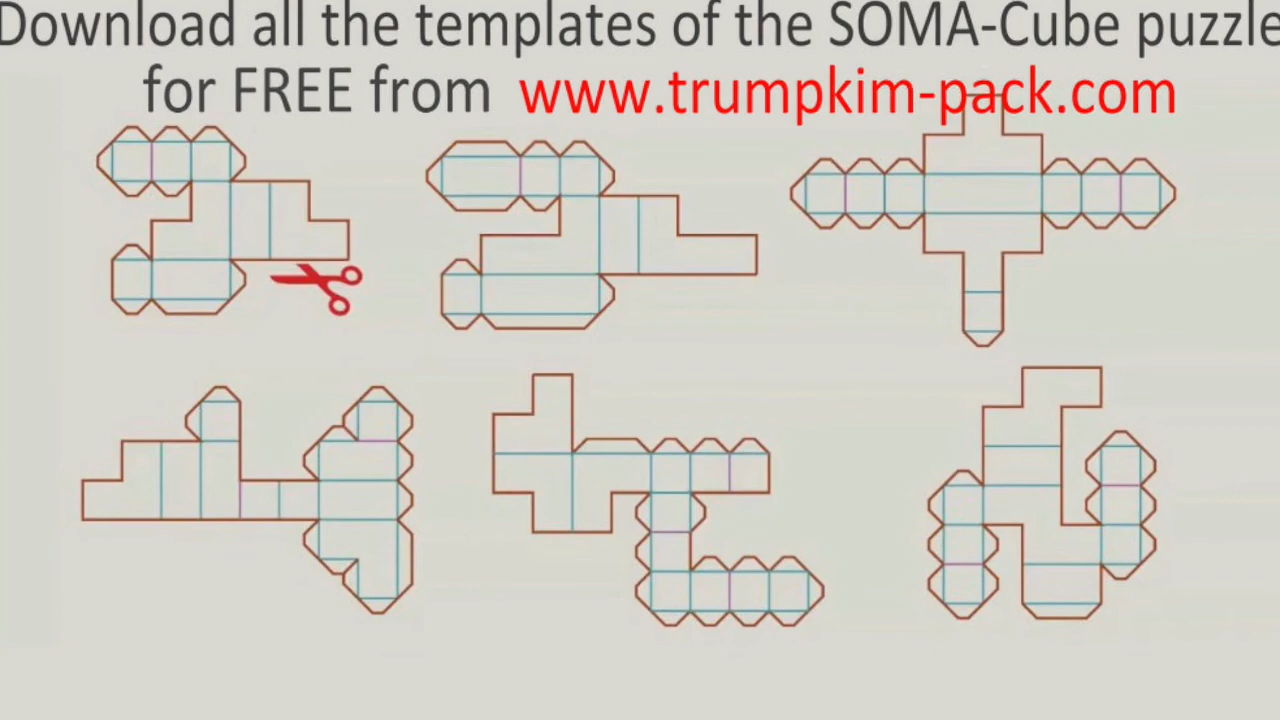 Download all the templates of the SOMA-Cube puzzle
for FREE from www.trumpkim-pack.com